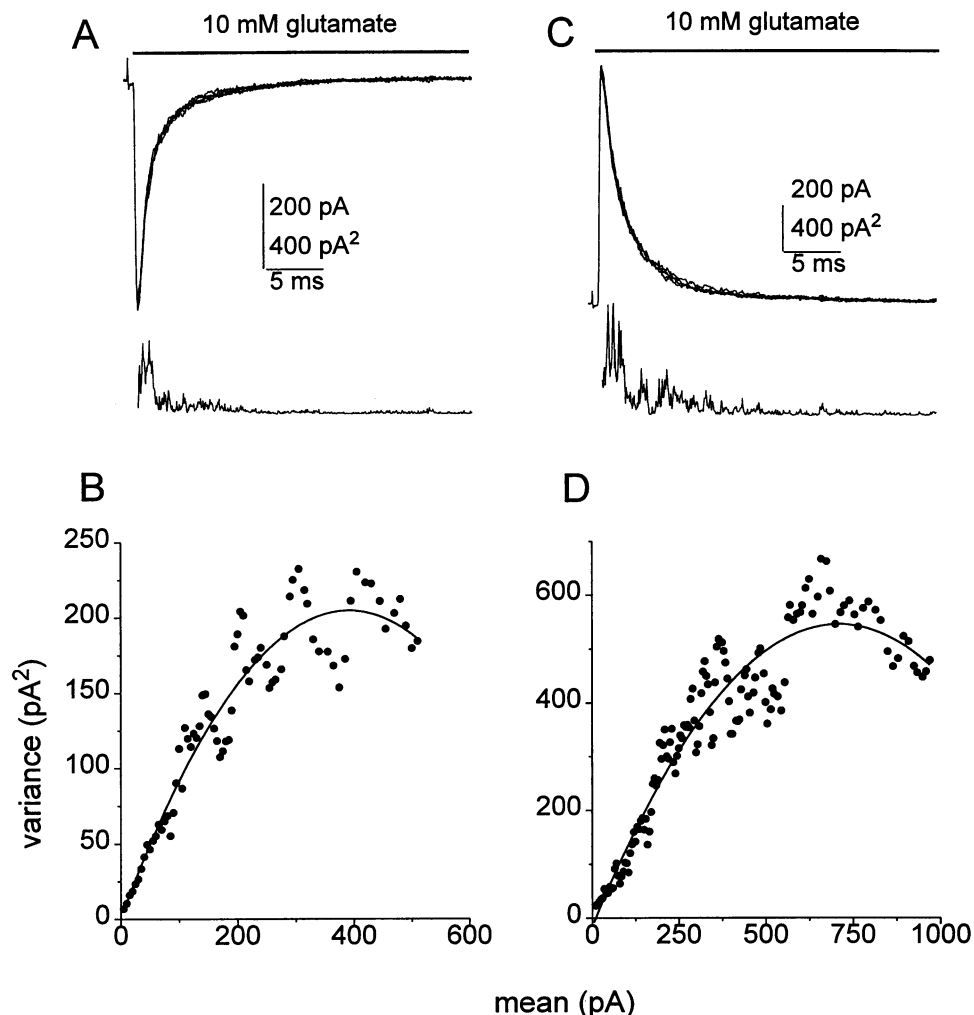 A
10 mM glutamate
200 pA
400 pA²
5 ms
C
10 mM glutamate
200 pA
400 pA²
5 ms
B
250
200
150
100
50
0
0 200 400 600
D
600
400
200
0
0 250 500 750 1000
variance (pA²)
mean (pA)